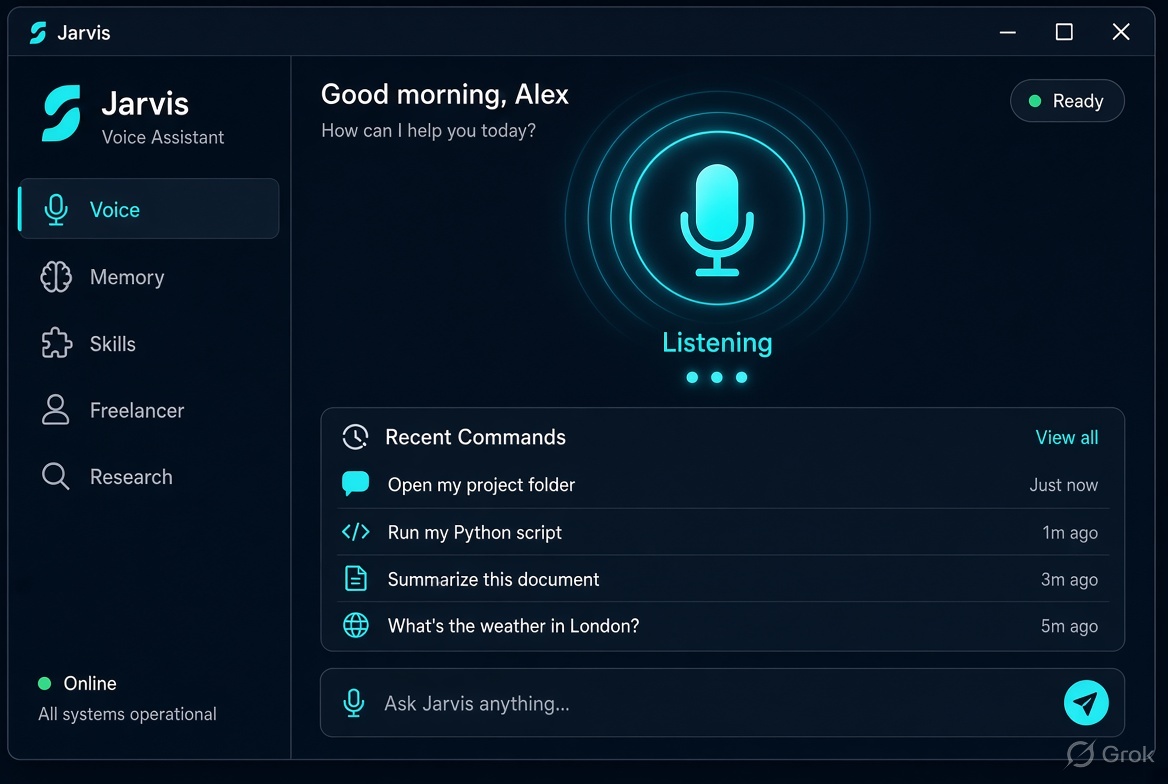 Jarvis
Jarvis
Voice Assistant
Voice
Memory
Skills
Freelancer
Research
Online
All systems operational
Good morning, Alex
How can I help you today?
Ready
Listening
Recent Commands
View all
Open my project folder
Just now
Run my Python script
1m ago
Summarize this document
3m ago
What's the weather in London?
5m ago
Ask Jarvis anything...
Grok